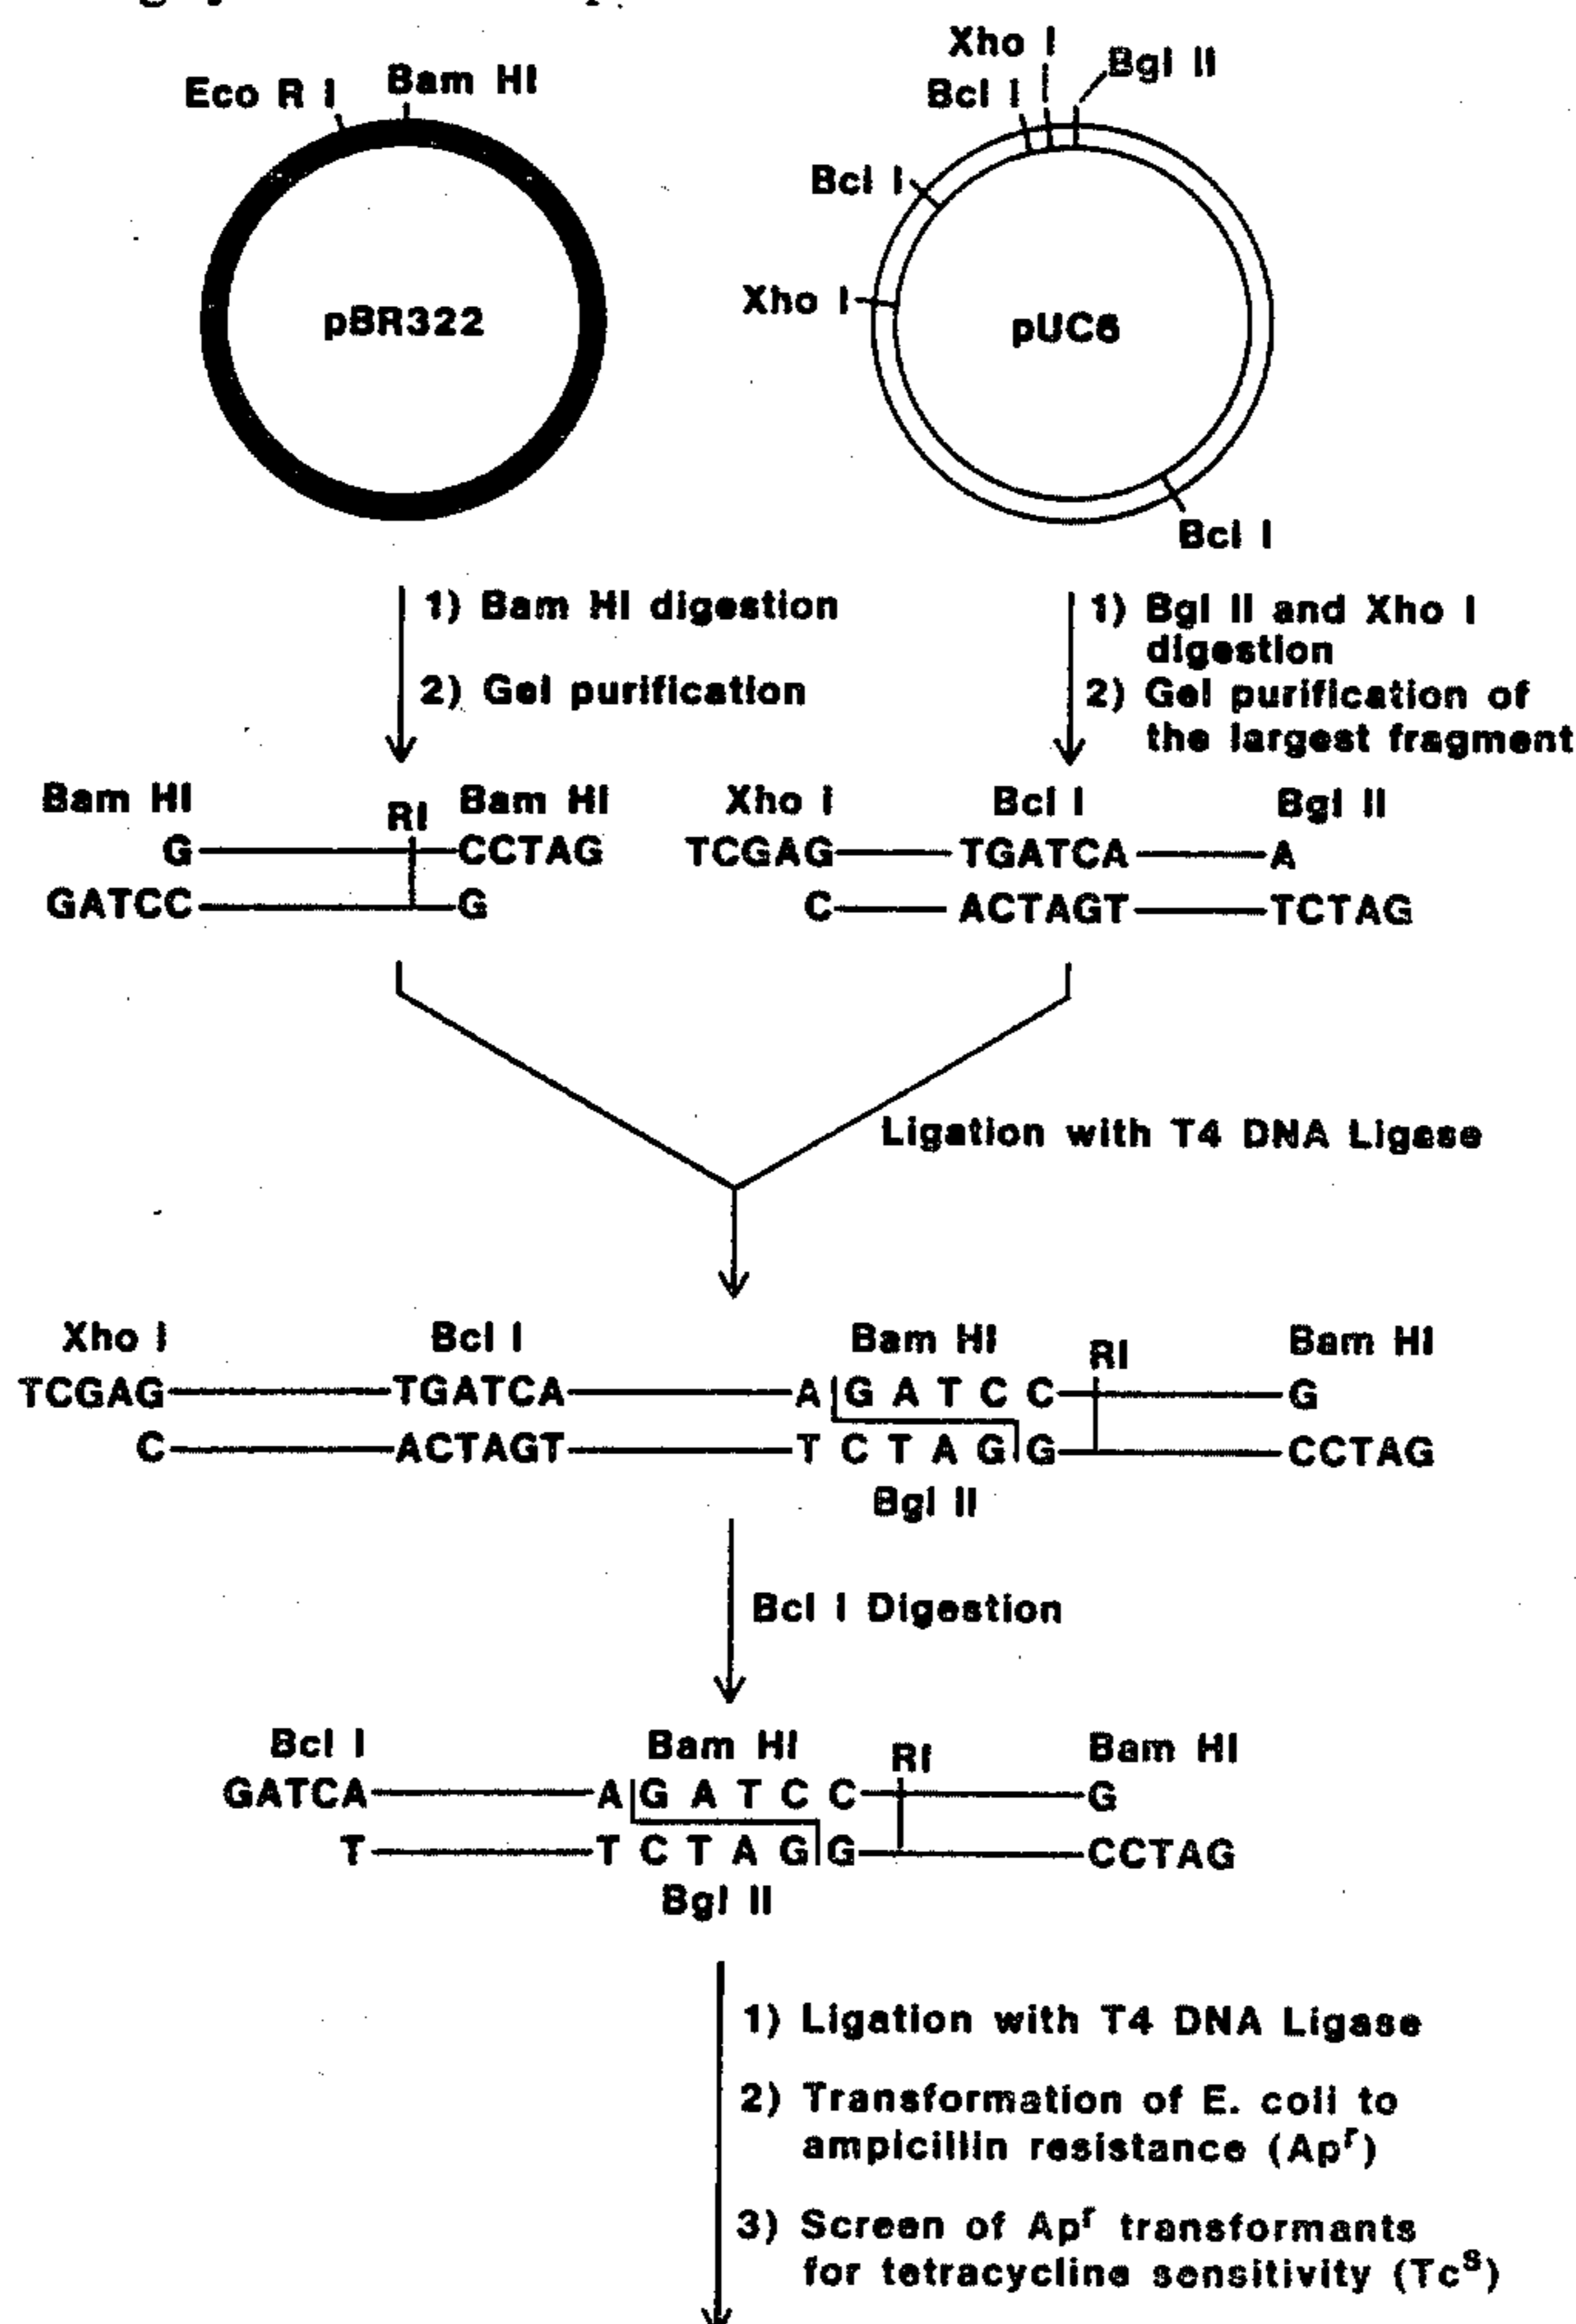 Eco R I
Bam HI
Xho I
Bcl I
Bgl II
Bcl I
Xho I
pBR322
pUC6
Bcl I
1) Bam HI digestion
2) Gel purification
1) Bgl II and Xho I
digestion
2) Gel purification of
the largest fragment
Bam HI RI Bam HI
G CCTAG
GATCC G
Xho I Bcl I Bgl II
TCGAG TGATCA A
C ACTAGT TCTAG
Ligation with T4 DNA Ligase
Xho I Bcl I Bam HI RI Bam HI
TCGAG TGATCA A G A T C C G
C ACTAGT T C T A G G CCTAG
Bgl II
Bcl I Digestion
Bcl I Bam HI RI Bam HI
GATCA A G A T C C G
T T C T A G G CCTAG
Bgl II
1) Ligation with T4 DNA Ligase
2) Transformation of E. coli to
ampicillin resistance (Apʳ)
3) Screen of Apʳ transformants
for tetracycline sensitivity (Tcˢ)